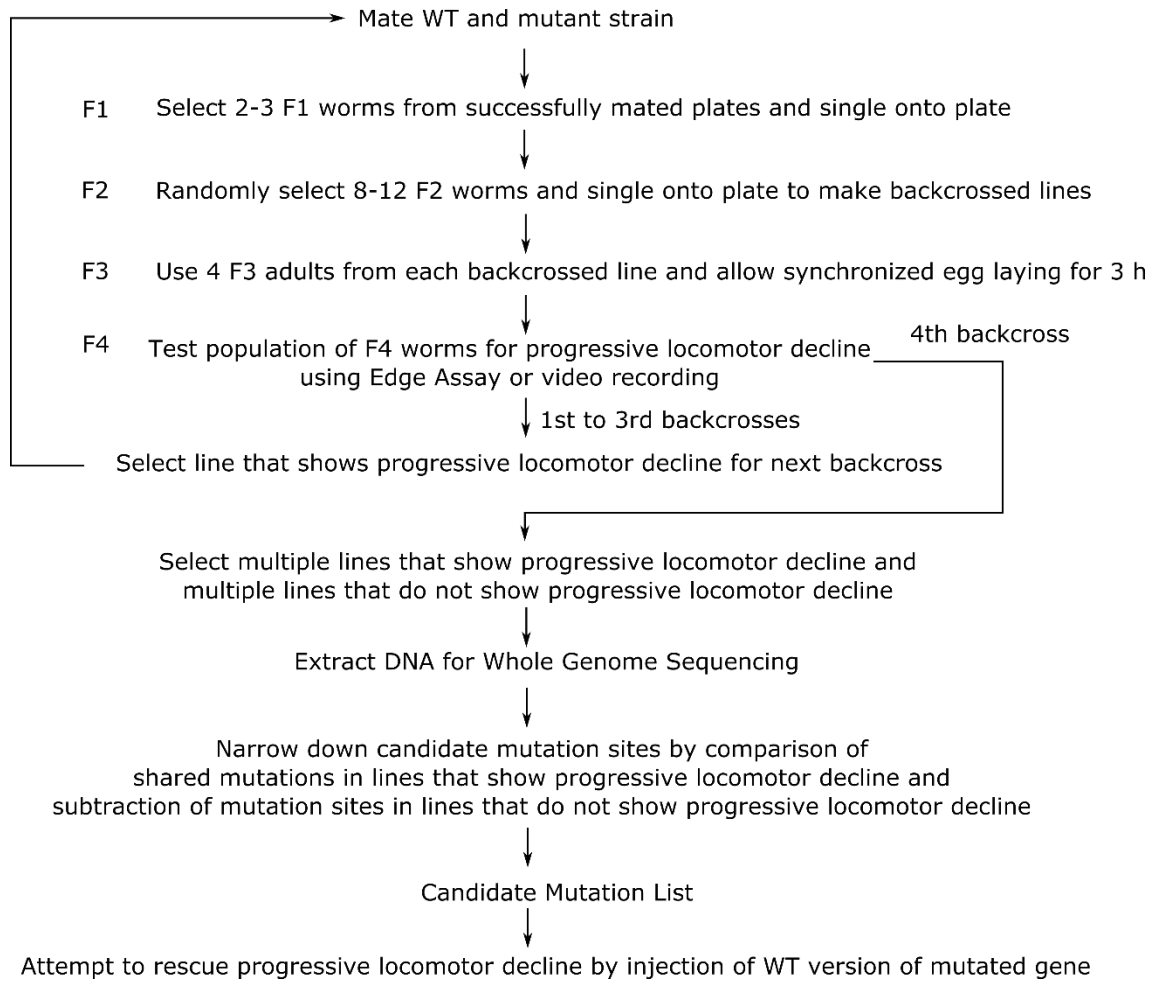 Mate WT and mutant strain
F1 Select 2-3 F1 worms from successfully mated plates and single onto plate
F2 Randomly select 8-12 F2 worms and single onto plate to make backcrossed lines
F3 Use 4 F3 adults from each backcrossed line and allow synchronized egg laying for 3 h
4th backcross
F4 Test population of F4 worms for progressive locomotor decline
using Edge Assay or video recording
1st to 3rd backcrosses
Select line that shows progressive locomotor decline for next backcross
Select multiple lines that show progressive locomotor decline and
multiple lines that do not show progressive locomotor decline
Extract DNA for Whole Genome Sequencing
Narrow down candidate mutation sites by comparison of
shared mutations in lines that show progressive locomotor decline and
subtraction of mutation sites in lines that do not show progressive locomotor decline
Candidate Mutation List
Attempt to rescue progressive locomotor decline by injection of WT version of mutated gene